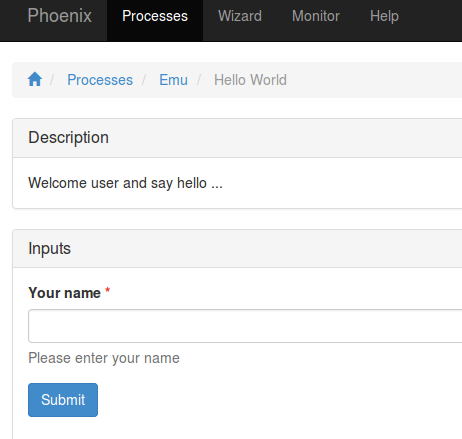 Phoenix Processes Wizard Monitor Help
/ Processes / Emu / Hello World
Description
Welcome user and say hello ...
Inputs
Your name *
Please enter your name
Submit